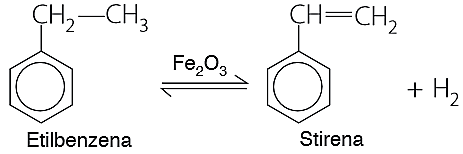 CH₂—CH₃
CH=CH₂
Fe₂O₃
+ H₂
Etilbenzena
Stirena